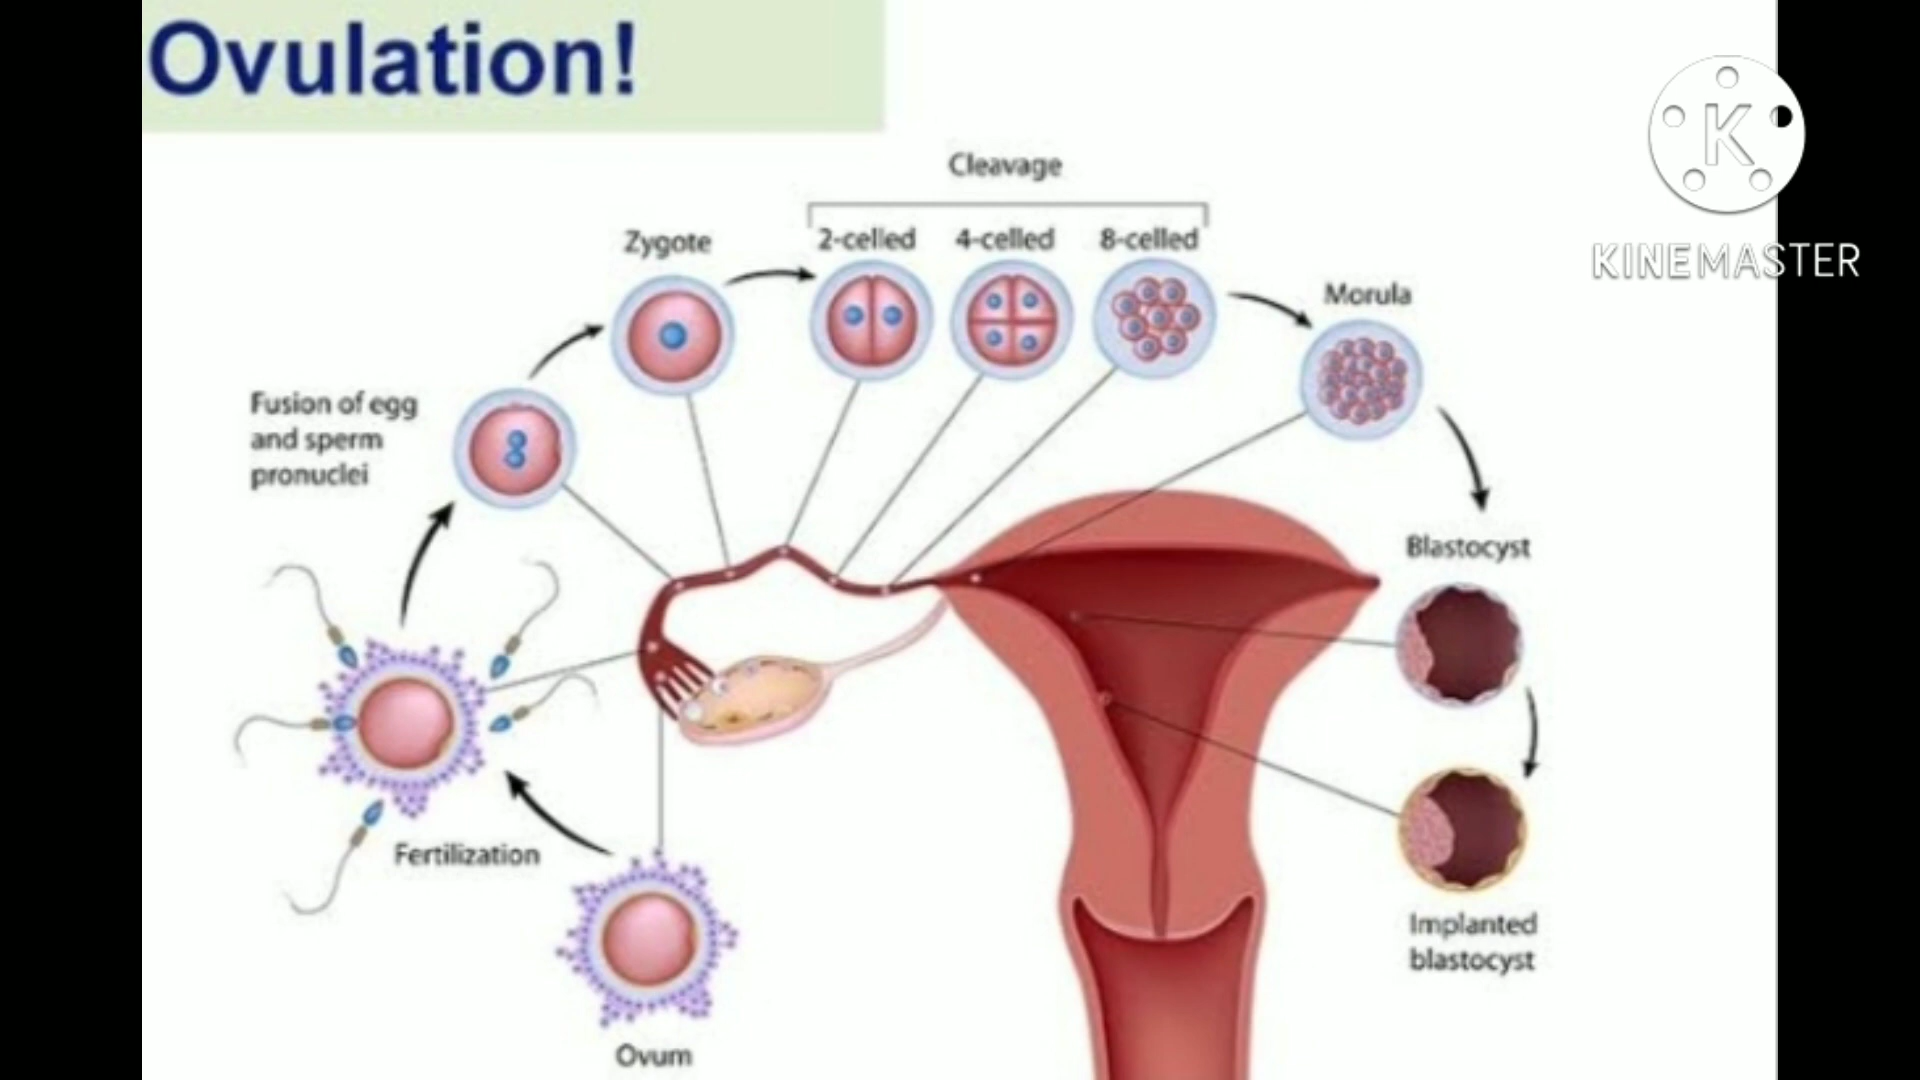 Ovulation!
K
KINEMASTER
Cleavage
Zygote
2-celled
4-celled
8-celled
Morula
Fusion of egg
and sperm
pronuclei
Blastocyst
Fertilization
Implanted
blastocyst
Ovum